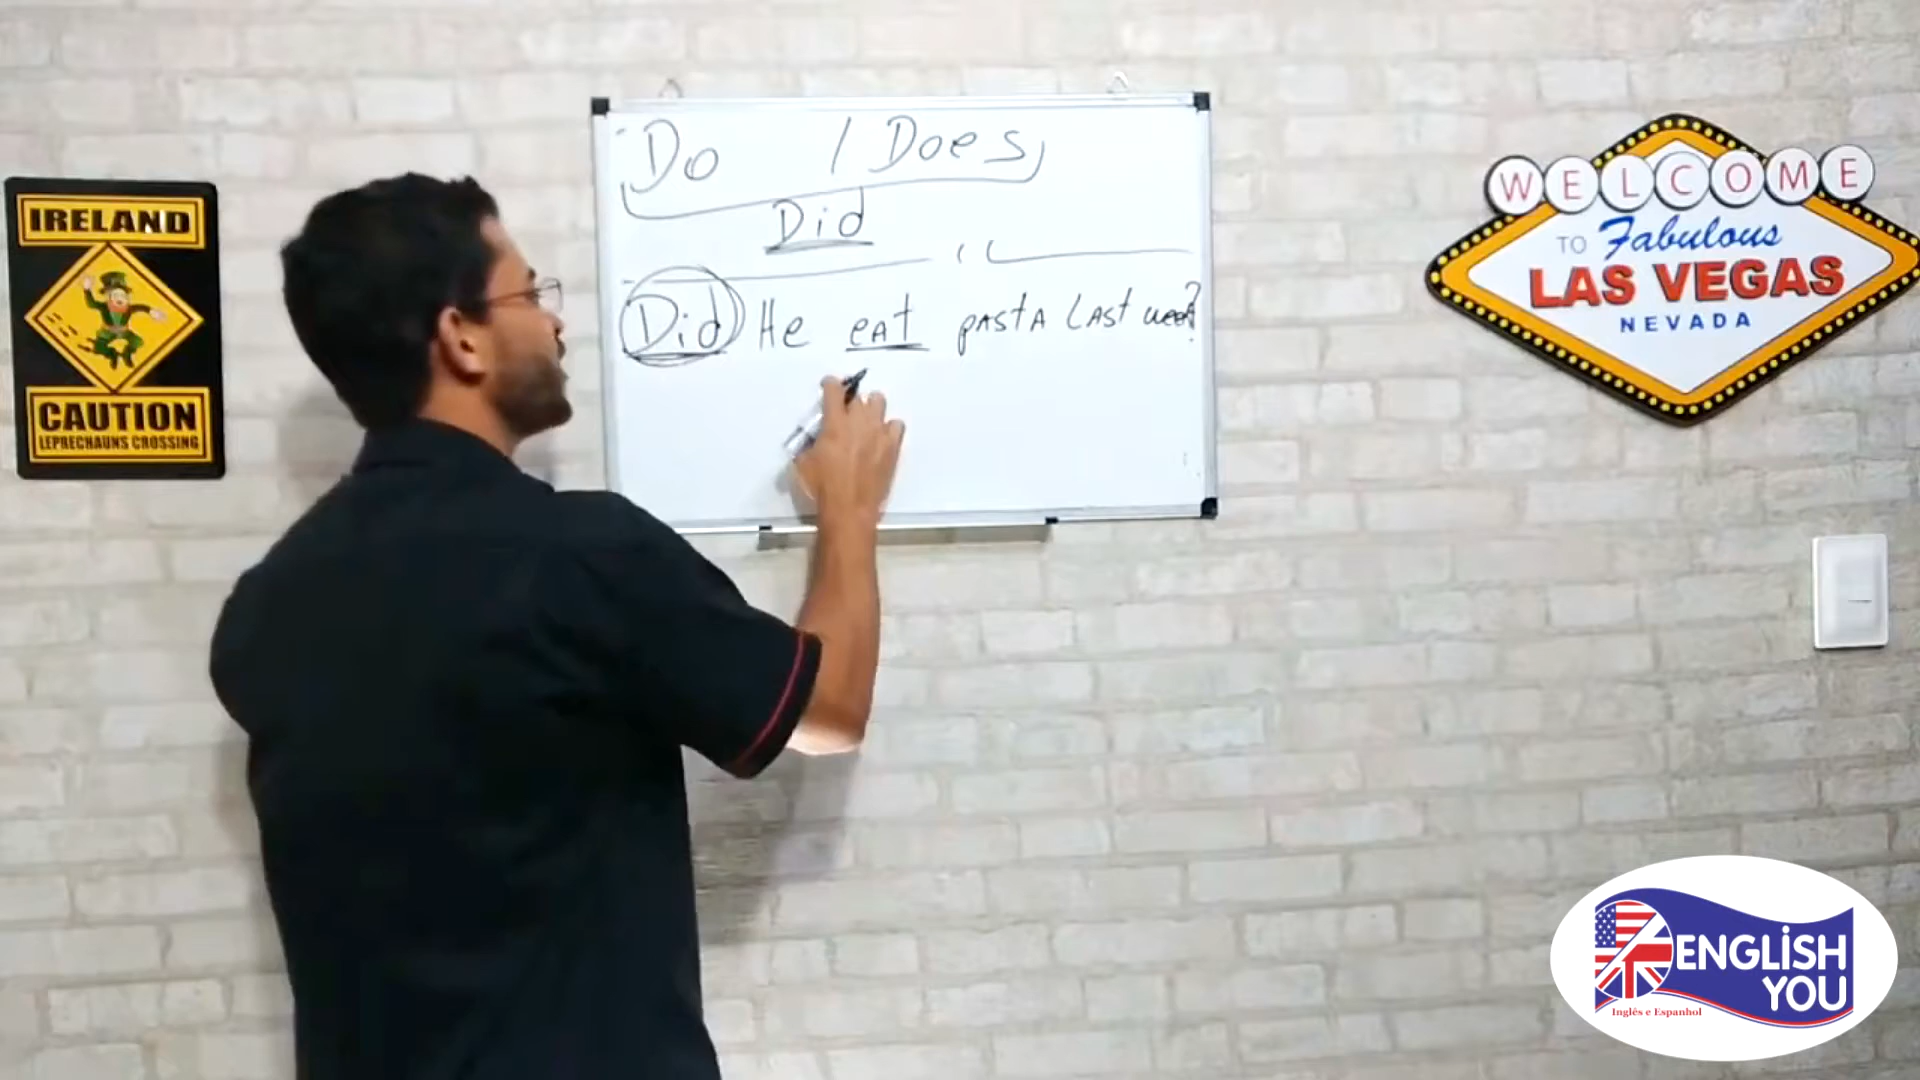 Do / Does
Did
Did He eat pasta Last week?
IRELAND
CAUTION
LEPRECHAUNS CROSSING
WELCOME
TO Fabulous
LAS VEGAS
NEVADA
ENGLISH
YOU
Inglês e Espanhol